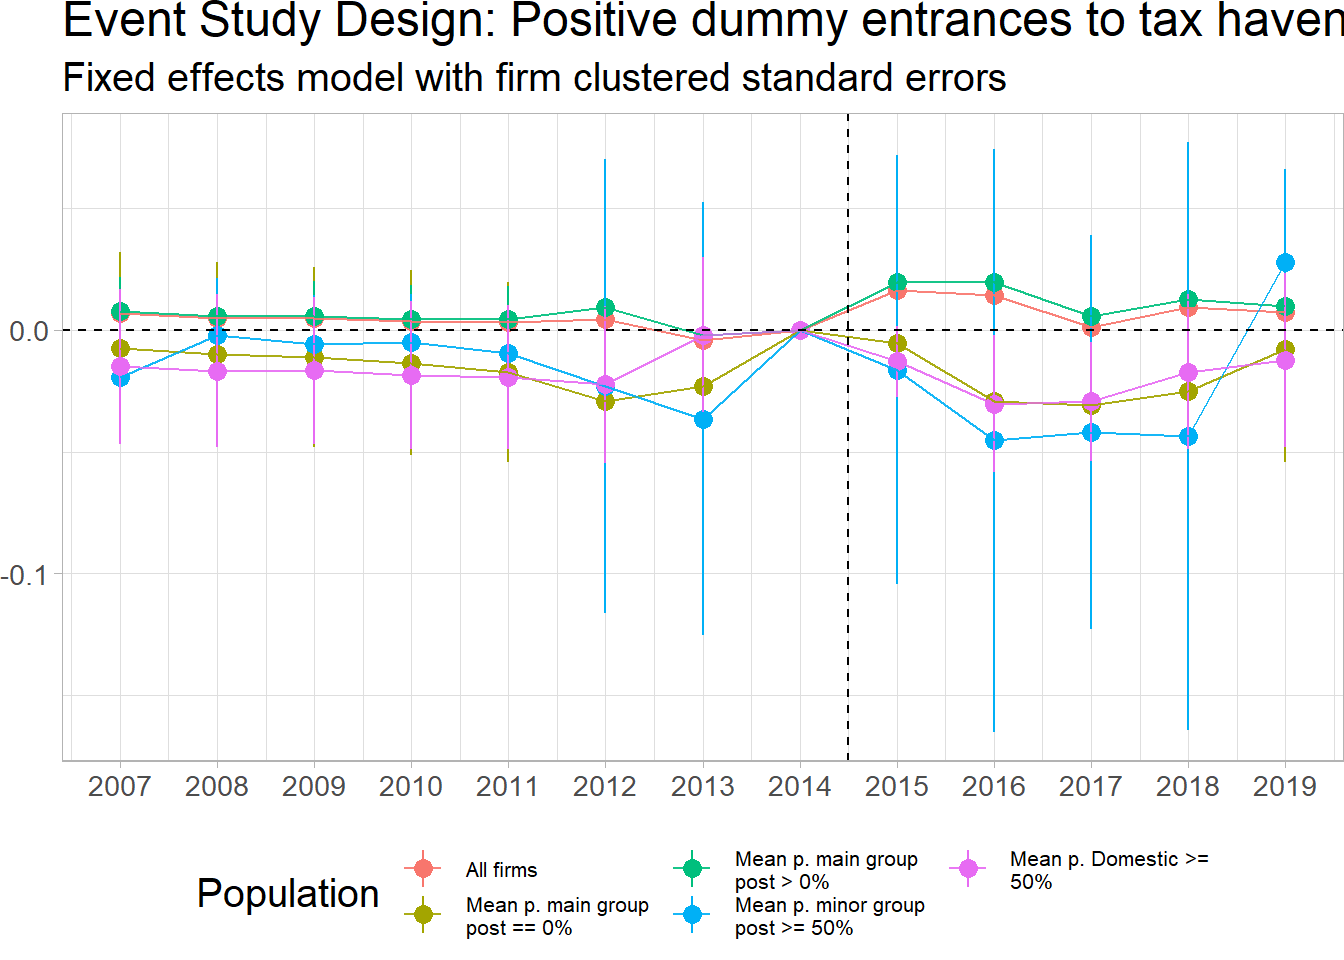 Event Study Design: Positive dummy entrances to tax haven
Fixed effects model with firm clustered standard errors
0.0
-0.1
2007 2008 2009 2010 2011 2012 2013 2014 2015 2016 2017 2018 2019
Population
All firms
Mean p. main group
post == 0%
Mean p. main group
post > 0%
Mean p. minor group
post >= 50%
Mean p. Domestic >=
50%